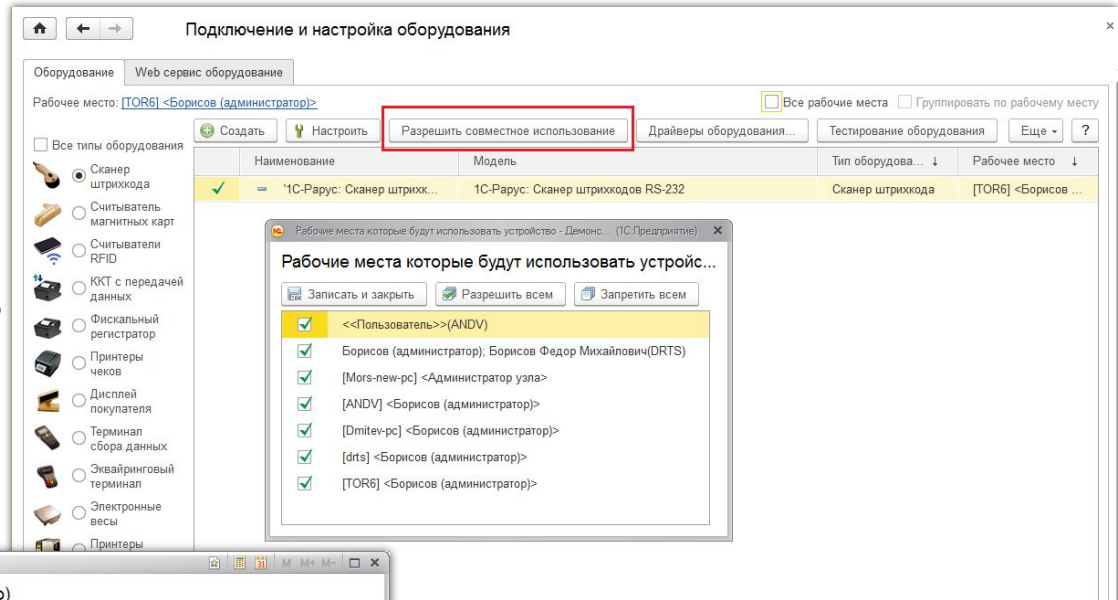 Подключение и настройка оборудования
Оборудование Web сервис оборудование
Рабочее место: [TOR6] <Борисов (администратор)> Все рабочие места Группировать по рабочему месту
Создать Настроить Разрешить совместное использование Драйверы оборудования... Тестирование оборудования Еще ?
Все типы оборудования
Наименование Модель Тип оборудова... ↓ Рабочее место ↓
'1С-Рарус: Сканер штрихк... 1С-Рарус: Сканер штрихкодов RS-232 Сканер штрихкода [TOR6] <Борисов ...
Сканер
штрихкода
Считыватель
магнитных карт
Считыватели
RFID
ККТ с передачей
данных
Фискальный
регистратор
Принтеры
чеков
Дисплей
покупателя
Терминал
сбора данных
Эквайринговый
терминал
Электронные
весы
Принтеры
Рабочие места которые будут использовать устройство - Демонс... (1С:Предприятие)
Рабочие места которые будут использовать устройс...
Записать и закрыть Разрешить всем Запретить всем
<<Пользователь>>(ANDV)
Борисов (администратор); Борисов Федор Михайлович(DRTS)
[Mors-new-pc] <Администратор узла>
[ANDV] <Борисов (администратор)>
[Dmitev-pc] <Борисов (администратор)>
[drts] <Борисов (администратор)>
[TOR6] <Борисов (администратор)>
M M+ M-